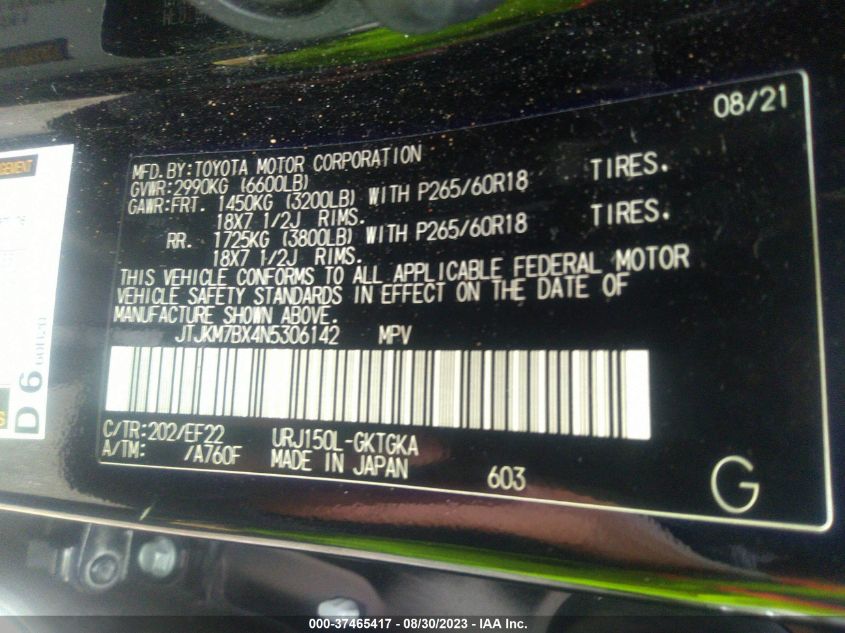 08/21
MFD.BY:TOYOTA MOTOR CORPORATION
GVWR:2990KG (6600LB)
GAWR:FRT. 1450KG (3200LB) WITH P265/60R18 TIRES.
18X7 1/2J RIMS.
RR. 1725KG (3800LB) WITH P265/60R18 TIRES.
18X7 1/2J RIMS.
THIS VEHICLE CONFORMS TO ALL APPLICABLE FEDERAL MOTOR
VEHICLE SAFETY STANDARDS IN EFFECT ON THE DATE OF
MANUFACTURE SHOWN ABOVE.
JTJKM7BX4N5306142 MPV
C/TR:202/EF22 URJ150L-GKTGKA
A/TM: /A760F MADE IN JAPAN 603
G
D 6
000-37465417 - 08/30/2023 - IAA Inc.